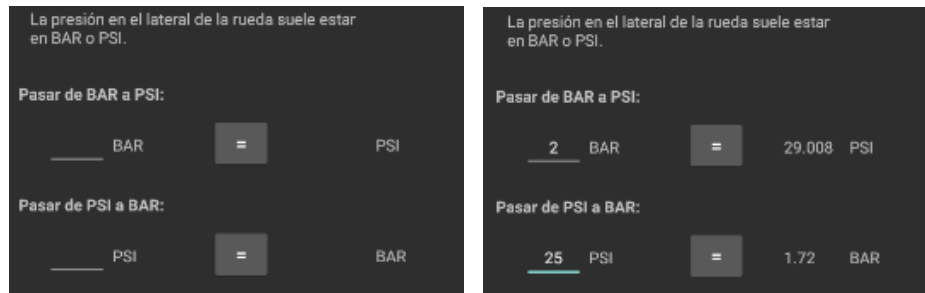 La presión en el lateral de la rueda suele estar
en BAR o PSI.
Pasar de BAR a PSI:
BAR = PSI
Pasar de PSI a BAR:
PSI = BAR
La presión en el lateral de la rueda suele estar
en BAR o PSI.
Pasar de BAR a PSI:
2 BAR = 29.008 PSI
Pasar de PSI a BAR:
25 PSI = 1.72 BAR